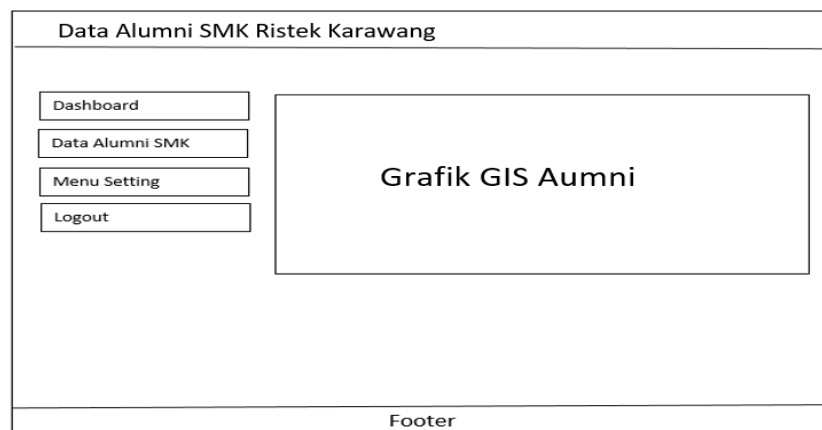 Data Alumni SMK Ristek Karawang
Dashboard
Data Alumni SMK
Menu Setting
Logout
Grafik GIS Aumni
Footer